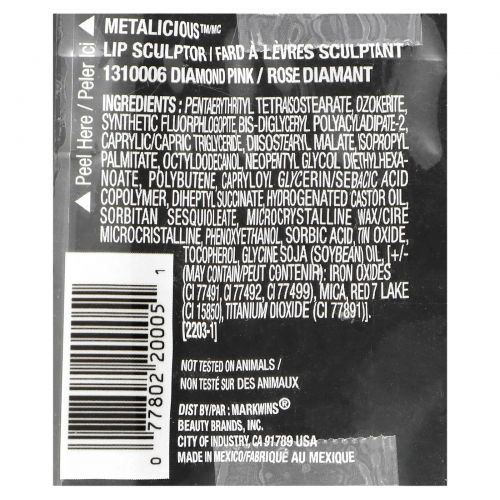 METALICIOUS™/MC
LIP SCULPTOR / FARD À LÈVRES SCULPTANT
1310006 DIAMOND PINK / ROSE DIAMANT
Peel Here / Peler ici
INGREDIENTS : PENTAERYTHRITYL TETRAISOSTEARATE, OZOKERITE,
SYNTHETIC FLUORPHLOGOPITE, BIS-DIGLYCERYL POLYACYLADIPATE-2,
CAPRYLIC/CAPRIC TRIGLYCERIDE, DIISOSTEARYL MALATE, ISOPROPYL
PALMITATE, OCTYLDODECANOL, NEOPENTYL GLYCOL DIETHYLHEXA-
NOATE, POLYBUTENE, CAPRYLOYL GLYCERIN/SEBACIC ACID
COPOLYMER, DIHEPTYL SUCCINATE, HYDROGENATED CASTOR OIL,
SORBITAN SESQUIOLEATE, MICROCRYSTALLINE WAX/CIRE
MICROCRISTALLINE, PHENOXYETHANOL, SORBIC ACID, TIN OXIDE,
TOCOPHEROL, GLYCINE SOJA (SOYBEAN) OIL, [+/-
(MAY CONTAIN/PEUT CONTENIR): IRON OXIDES
(CI 77491, CI 77492, CI 77499), MICA, RED 7 LAKE
(CI 15850), TITANIUM DIOXIDE (CI 77891)].
[2203-1]
0 77802 20005 1
NOT TESTED ON ANIMALS /
NON TESTÉ SUR DES ANIMAUX
DIST BY/PAR : MARKWINS®
BEAUTY BRANDS, INC.
CITY OF INDUSTRY, CA 91789 USA
MADE IN MEXICO/FABRIQUÉ AU MEXIQUE